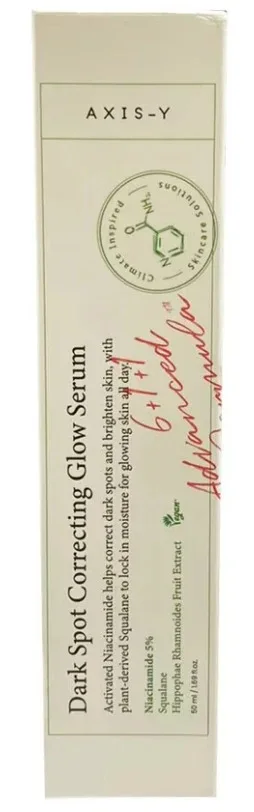 AXIS-Y
Climate Inspired
Skincare Solutions
O
NH₂
N
Dark Spot Correcting Glow Serum
Activated Niacinamide helps correct dark spots and brighten skin, with
plant-derived Squalane to lock in moisture for glowing skin all day.
6+1+1
Advanced
Vegan
Niacinamide 5%
Squalane
Hippophae Rhamnoides Fruit Extract
50 ml / 1.69 fl.oz.